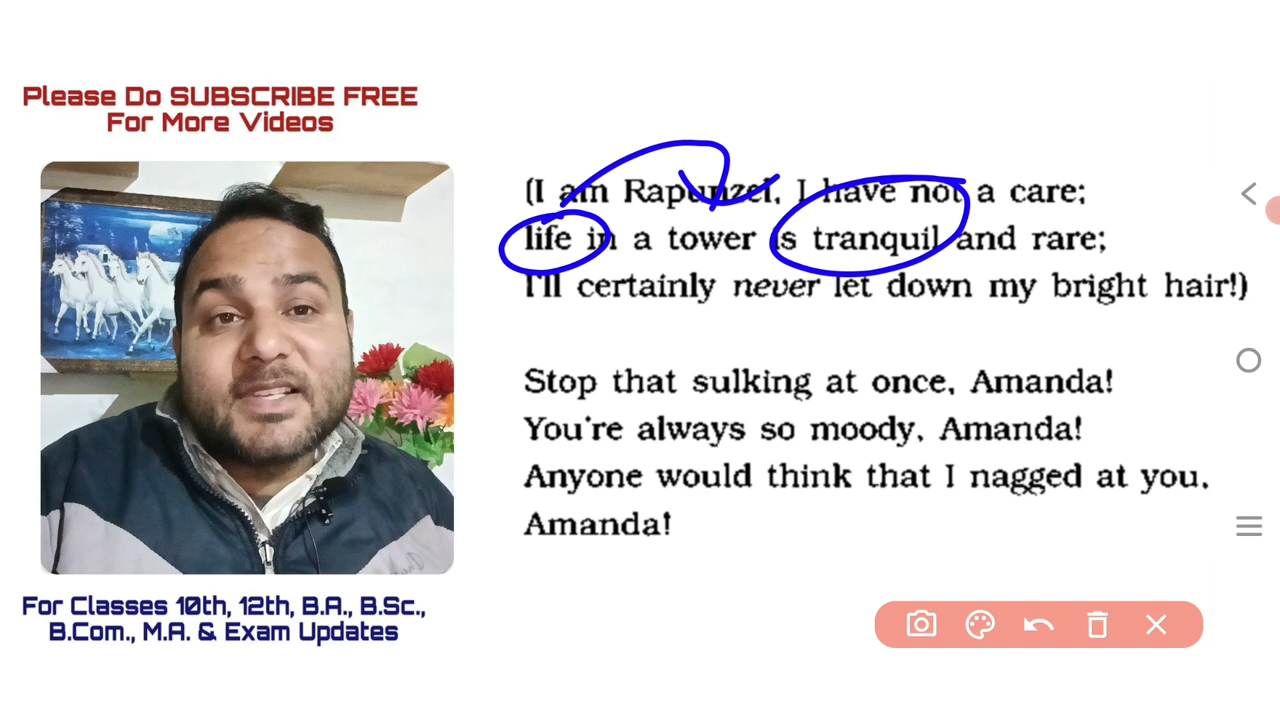 Please Do SUBSCRIBE FREE
For More Videos
(I am Rapunzel, I have not a care;
life in a tower is tranquil and rare;
I'll certainly never let down my bright hair!)
Stop that sulking at once, Amanda!
You're always so moody, Amanda!
Anyone would think that I nagged at you,
Amanda!
For Classes 10th, 12th, B.A., B.Sc.,
B.Com., M.A. & Exam Updates